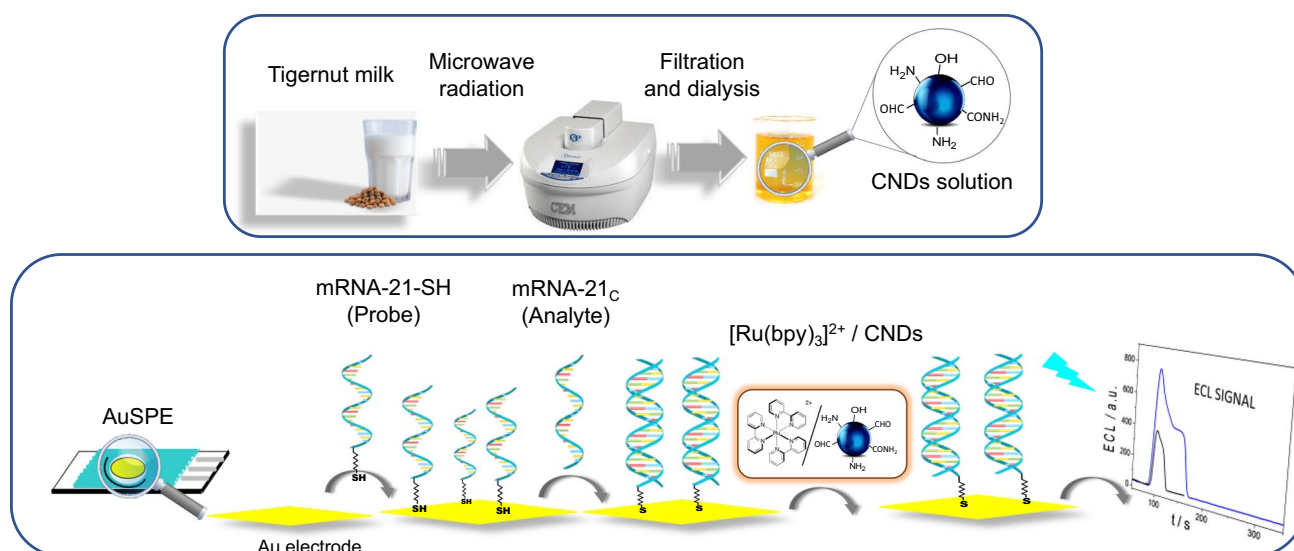 Tigernut milk
Microwave
radiation
Filtration
and dialysis
CEM
OH
H₂N
CHO
OHC
CONH₂
NH₂
CNDs solution
mRNA-21-SH
(Probe)
mRNA-21C
(Analyte)
[Ru(bpy)₃]²⁺ / CNDs
AuSPE
SH
SH
SH
SH
S
S
2+
Ru
OH
H₂N
CHO
OHC
CONH₂
NH₂
S
S
ECL SIGNAL
ECL / a.u.
800
600
400
200
0
100
200
300
t / s
Au electrode